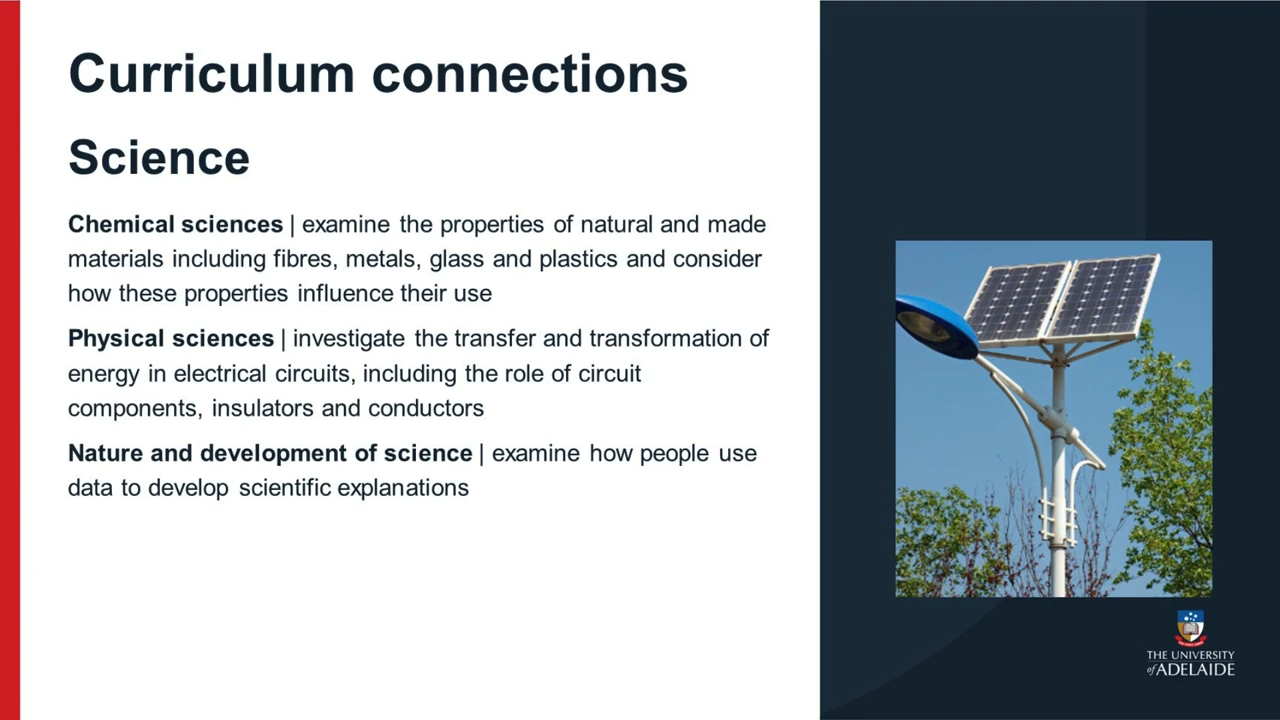 Curriculum connections
Science
Chemical sciences | examine the properties of natural and made
materials including fibres, metals, glass and plastics and consider
how these properties influence their use
Physical sciences | investigate the transfer and transformation of
energy in electrical circuits, including the role of circuit
components, insulators and conductors
Nature and development of science | examine how people use
data to develop scientific explanations
THE UNIVERSITY
of ADELAIDE